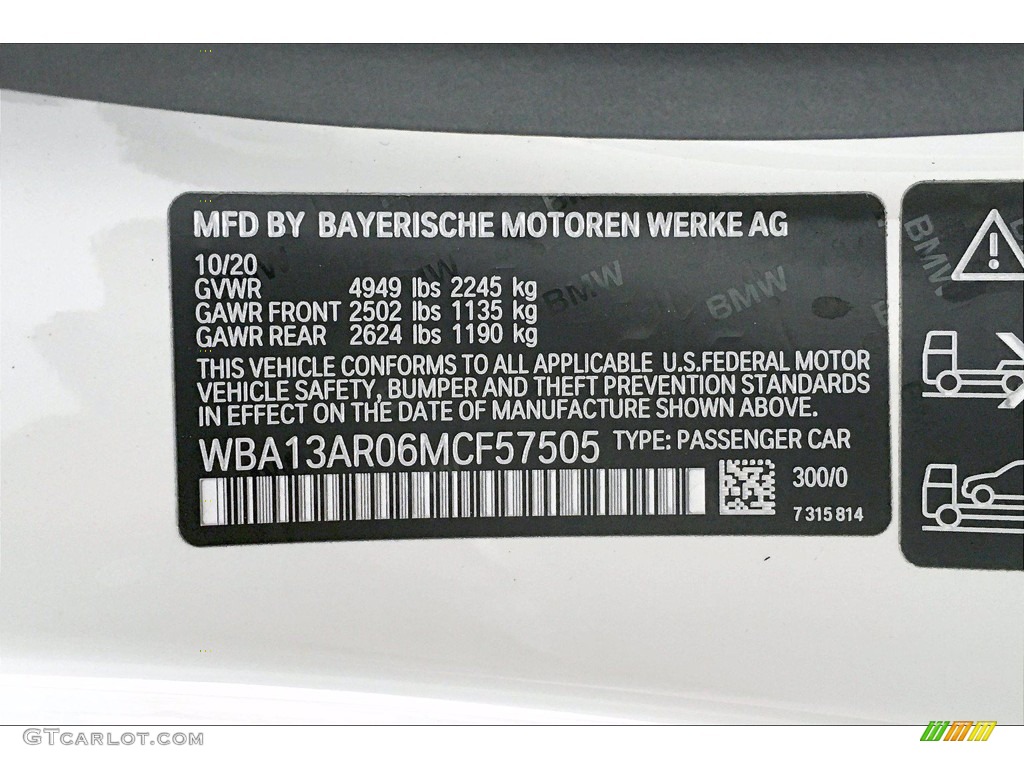 MFD BY BAYERISCHE MOTOREN WERKE AG
10/20
GVWR 4949 lbs 2245 kg
GAWR FRONT 2502 lbs 1135 kg
GAWR REAR 2624 lbs 1190 kg
THIS VEHICLE CONFORMS TO ALL APPLICABLE U.S.FEDERAL MOTOR
VEHICLE SAFETY, BUMPER AND THEFT PREVENTION STANDARDS
IN EFFECT ON THE DATE OF MANUFACTURE SHOWN ABOVE.
WBA13AR06MCF57505 TYPE: PASSENGER CAR
300/0
7 315 814
BMW
BMW
BMW
GTCARLOT.COM